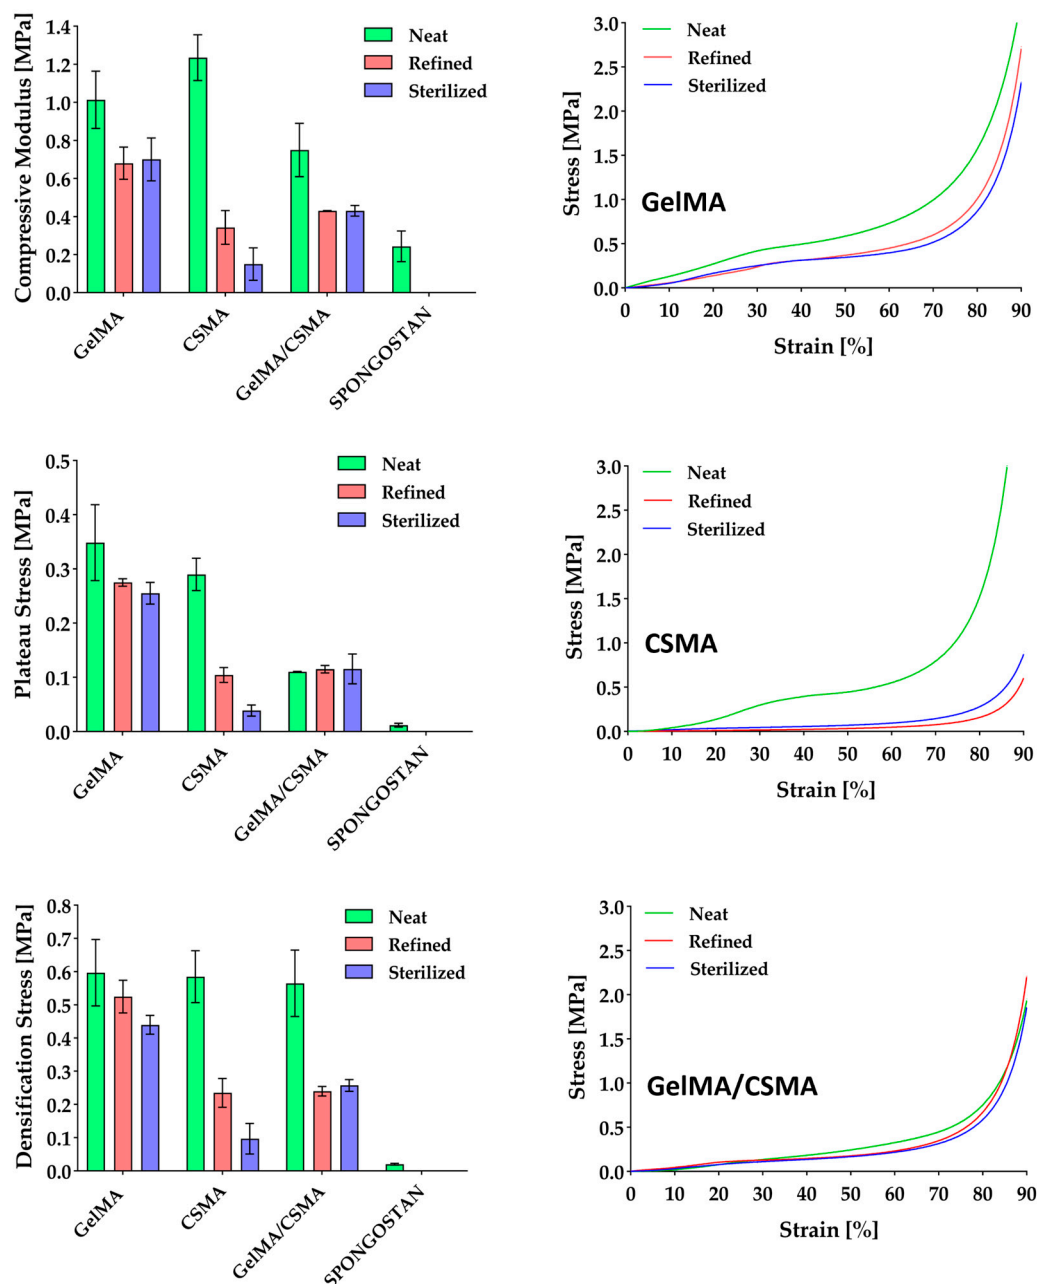 Compressive Modulus [MPa]
1.4
1.2
1.0
0.8
0.6
0.4
0.2
0.0
Neat
Refined
Sterilized
GelMA
CSMA
GelMA/CSMA
SPONGOSTAN
Stress [MPa]
3.0
2.5
2.0
1.5
1.0
0.5
0.0
Neat
Refined
Sterilized
GelMA
0 10 20 30 40 50 60 70 80 90
Strain [%]
Plateau Stress [MPa]
0.5
0.4
0.3
0.2
0.1
0.0
Neat
Refined
Sterilized
GelMA
CSMA
GelMA/CSMA
SPONGOSTAN
Stress [MPa]
3.0
2.5
2.0
1.5
1.0
0.5
0.0
Neat
Refined
Sterilized
CSMA
0 10 20 30 40 50 60 70 80 90
Strain [%]
Densification Stress [MPa]
0.8
0.7
0.6
0.5
0.4
0.3
0.2
0.1
0.0
Neat
Refined
Sterilized
GelMA
CSMA
GelMA/CSMA
SPONGOSTAN
Stress [MPa]
3.0
2.5
2.0
1.5
1.0
0.5
0.0
Neat
Refined
Sterilized
GelMA/CSMA
0 10 20 30 40 50 60 70 80 90
Strain [%]